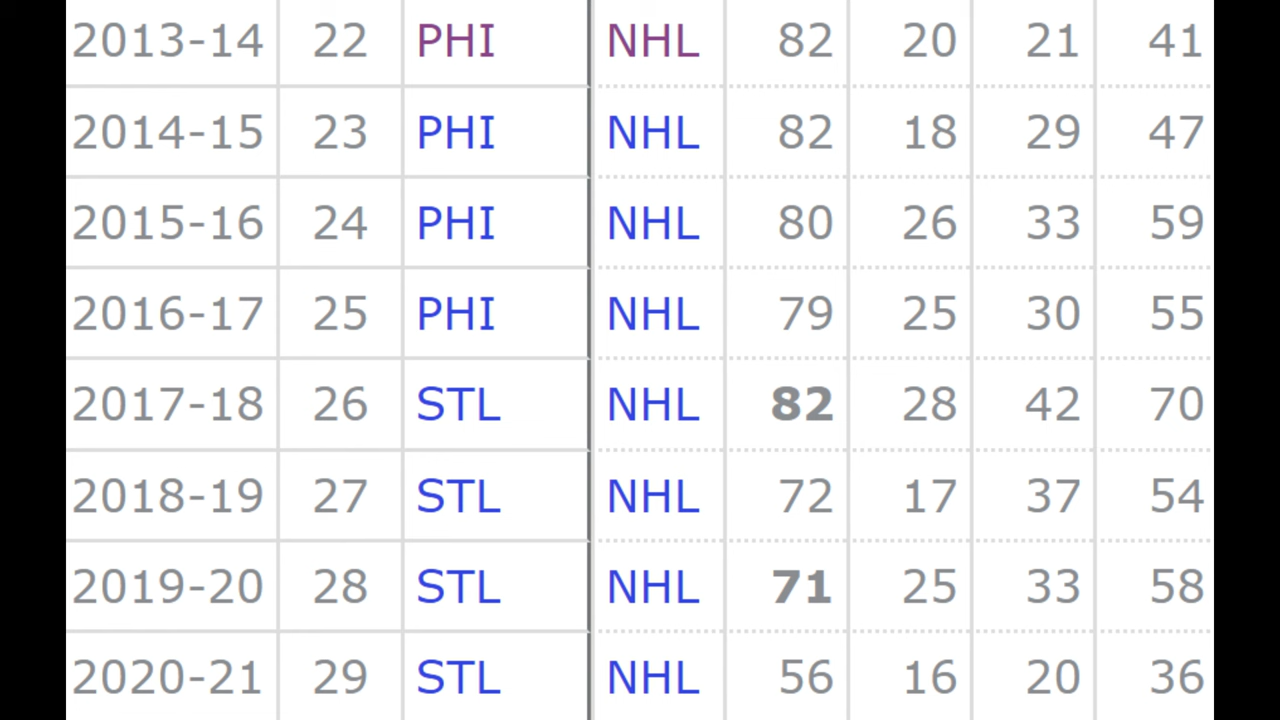 2013-14 22 PHI NHL 82 20 21 41
2014-15 23 PHI NHL 82 18 29 47
2015-16 24 PHI NHL 80 26 33 59
2016-17 25 PHI NHL 79 25 30 55
2017-18 26 STL NHL 82 28 42 70
2018-19 27 STL NHL 72 17 37 54
2019-20 28 STL NHL 71 25 33 58
2020-21 29 STL NHL 56 16 20 36